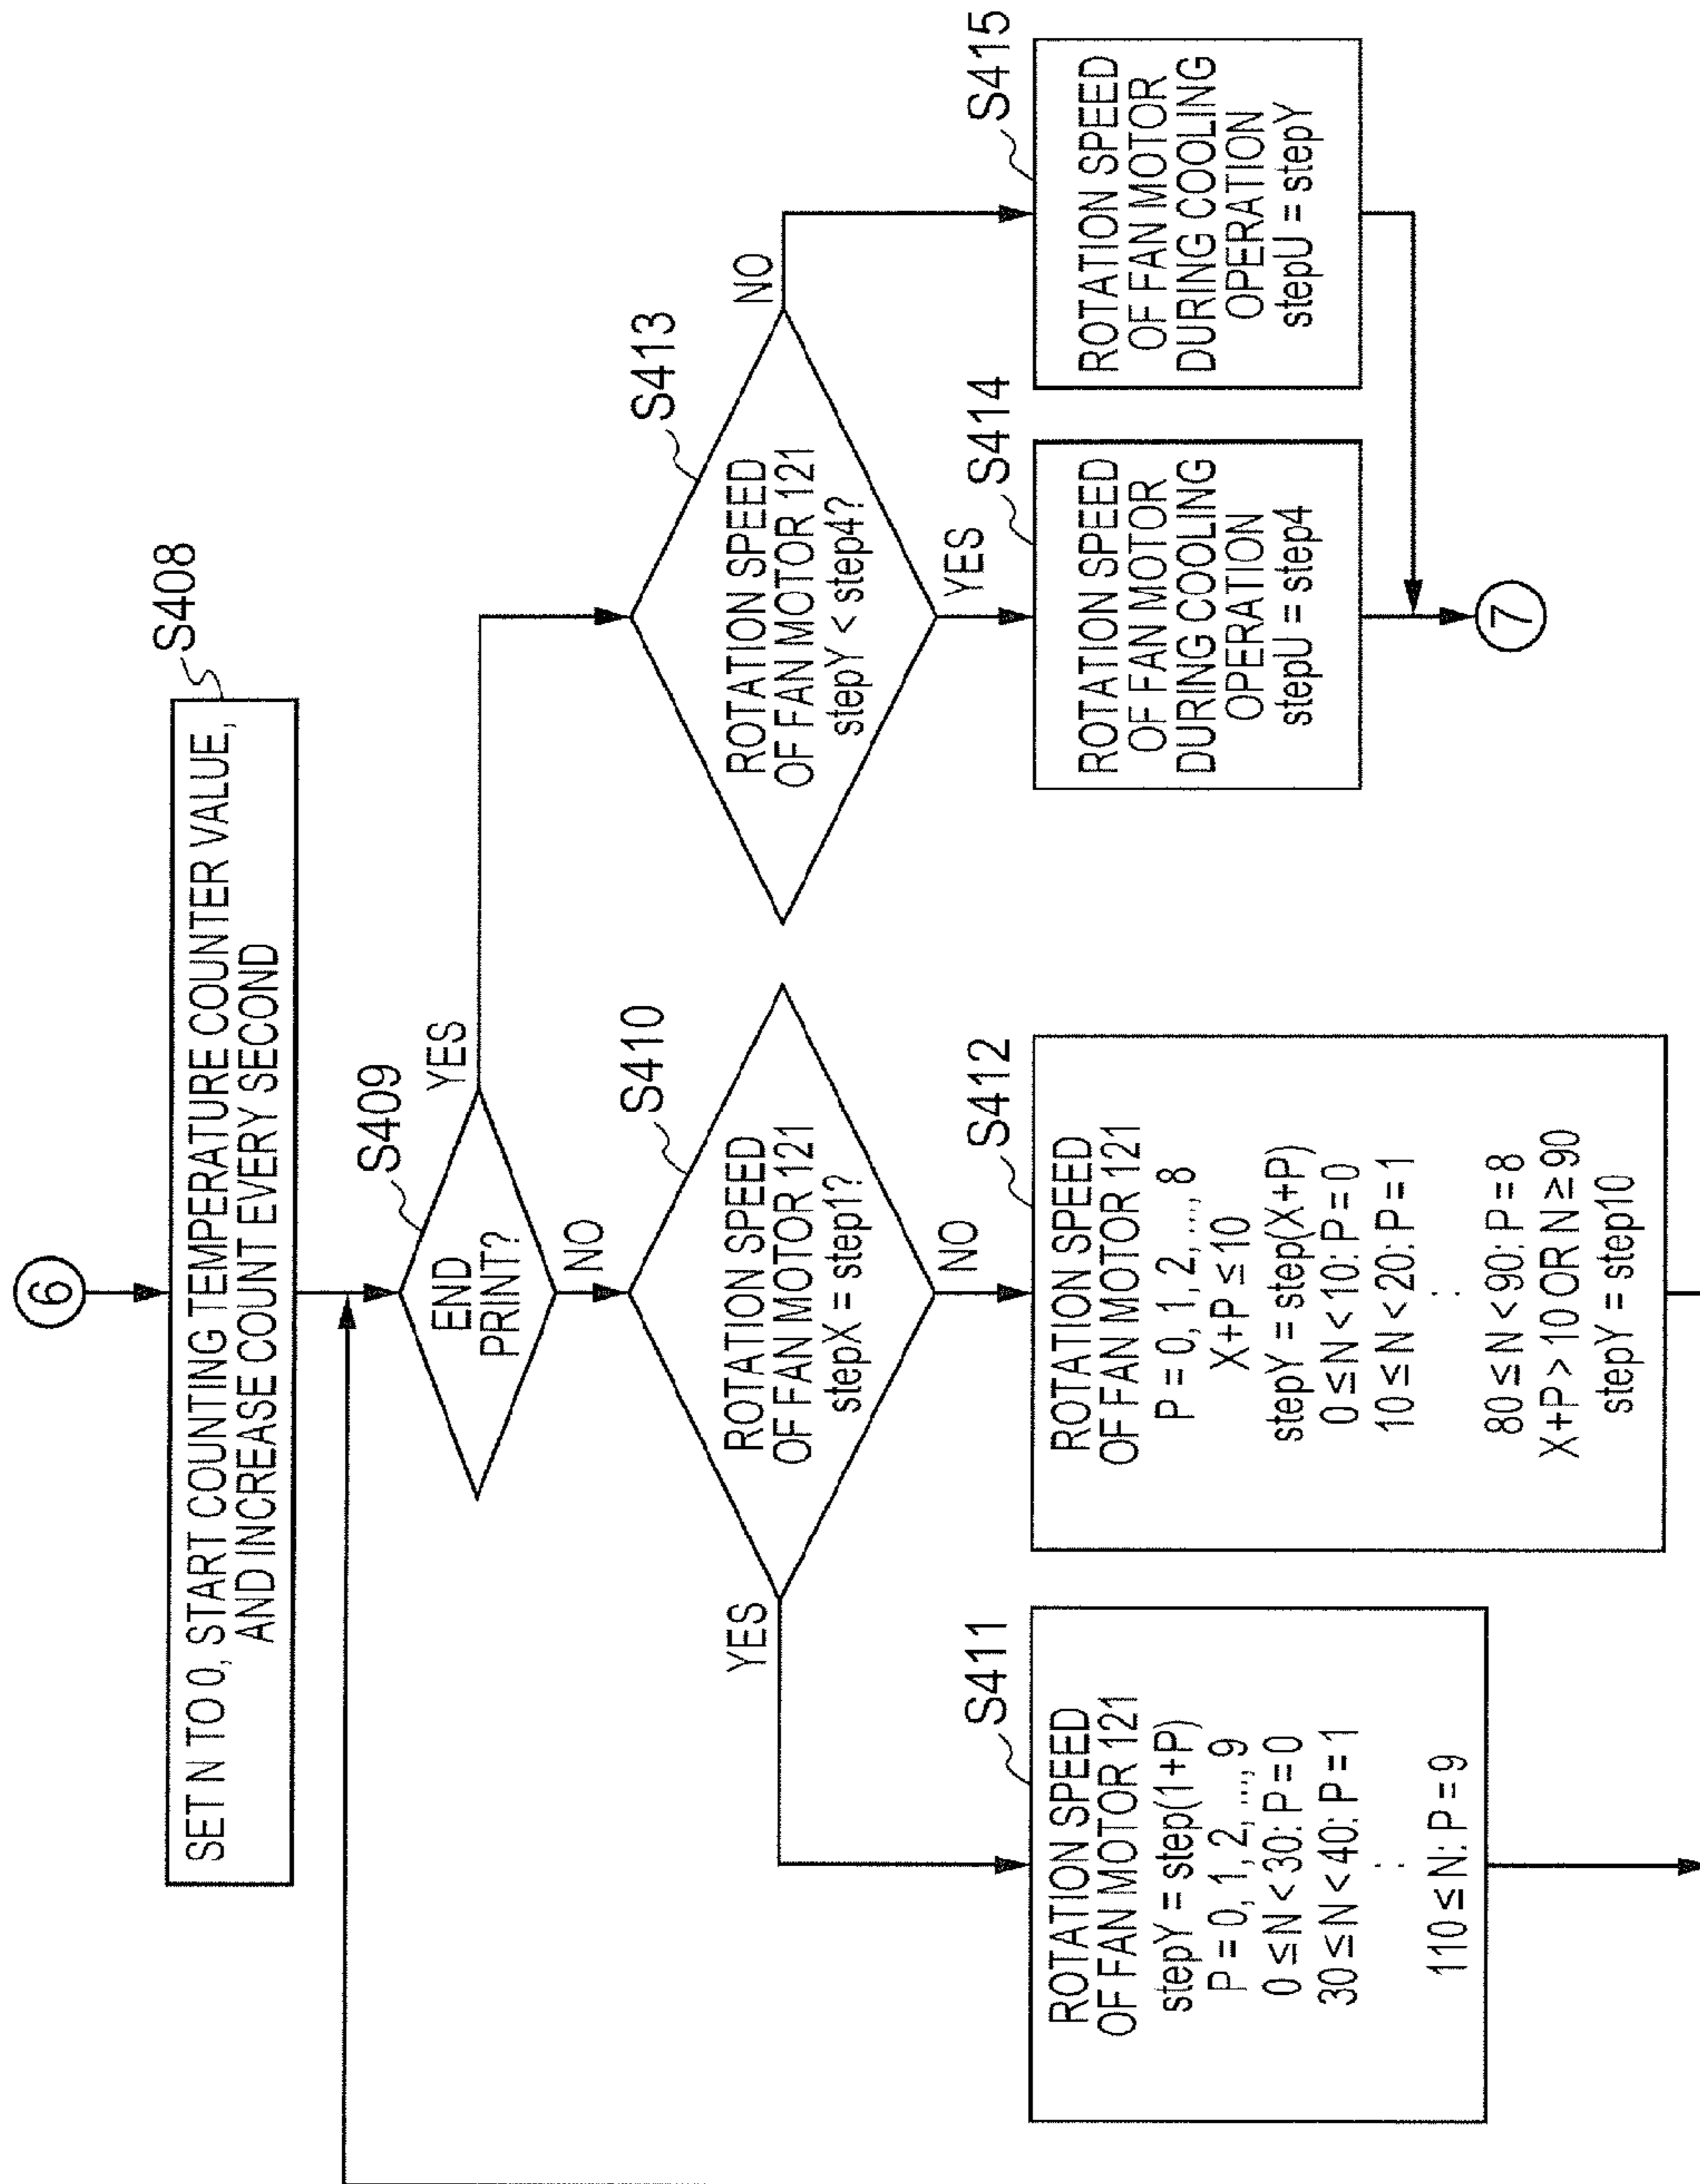 6
S408
SET N TO 0, START COUNTING TEMPERATURE COUNTER VALUE,
AND INCREASE COUNT EVERY SECOND
S409
END
PRINT?
YES
NO
S410
ROTATION SPEED
OF FAN MOTOR 121
stepX = step1?
YES
NO
S411
ROTATION SPEED
OF FAN MOTOR 121
stepY = step(1+P)
P = 0, 1, 2, ..., 9
0 ≤ N < 30: P = 0
30 ≤ N < 40: P = 1
:
110 ≤ N: P = 9
S412
ROTATION SPEED
OF FAN MOTOR 121
P = 0, 1, 2, ..., 8
X+P ≤ 10
stepY = step(X+P)
0 ≤ N < 10: P = 0
10 ≤ N < 20: P = 1
:
80 ≤ N < 90: P = 8
X+P > 10 OR N ≥ 90
stepY = step10
S413
ROTATION SPEED
OF FAN MOTOR 121
stepY < step4?
NO
YES
S414
ROTATION SPEED
OF FAN MOTOR
DURING COOLING
OPERATION
stepU = step4
S415
ROTATION SPEED
OF FAN MOTOR
DURING COOLING
OPERATION
stepU = stepY
7